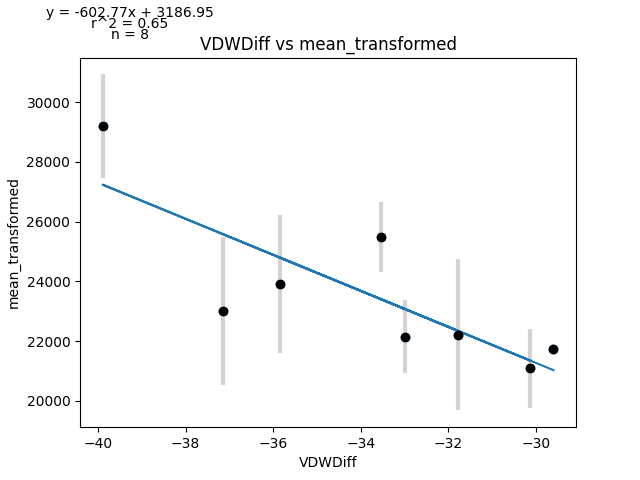 y = -602.77x + 3186.95
r^2 = 0.65
n = 8
VDWDiff vs mean_transformed
mean_transformed
30000
28000
26000
24000
22000
20000
−40
−38
−36
−34
−32
−30
VDWDiff